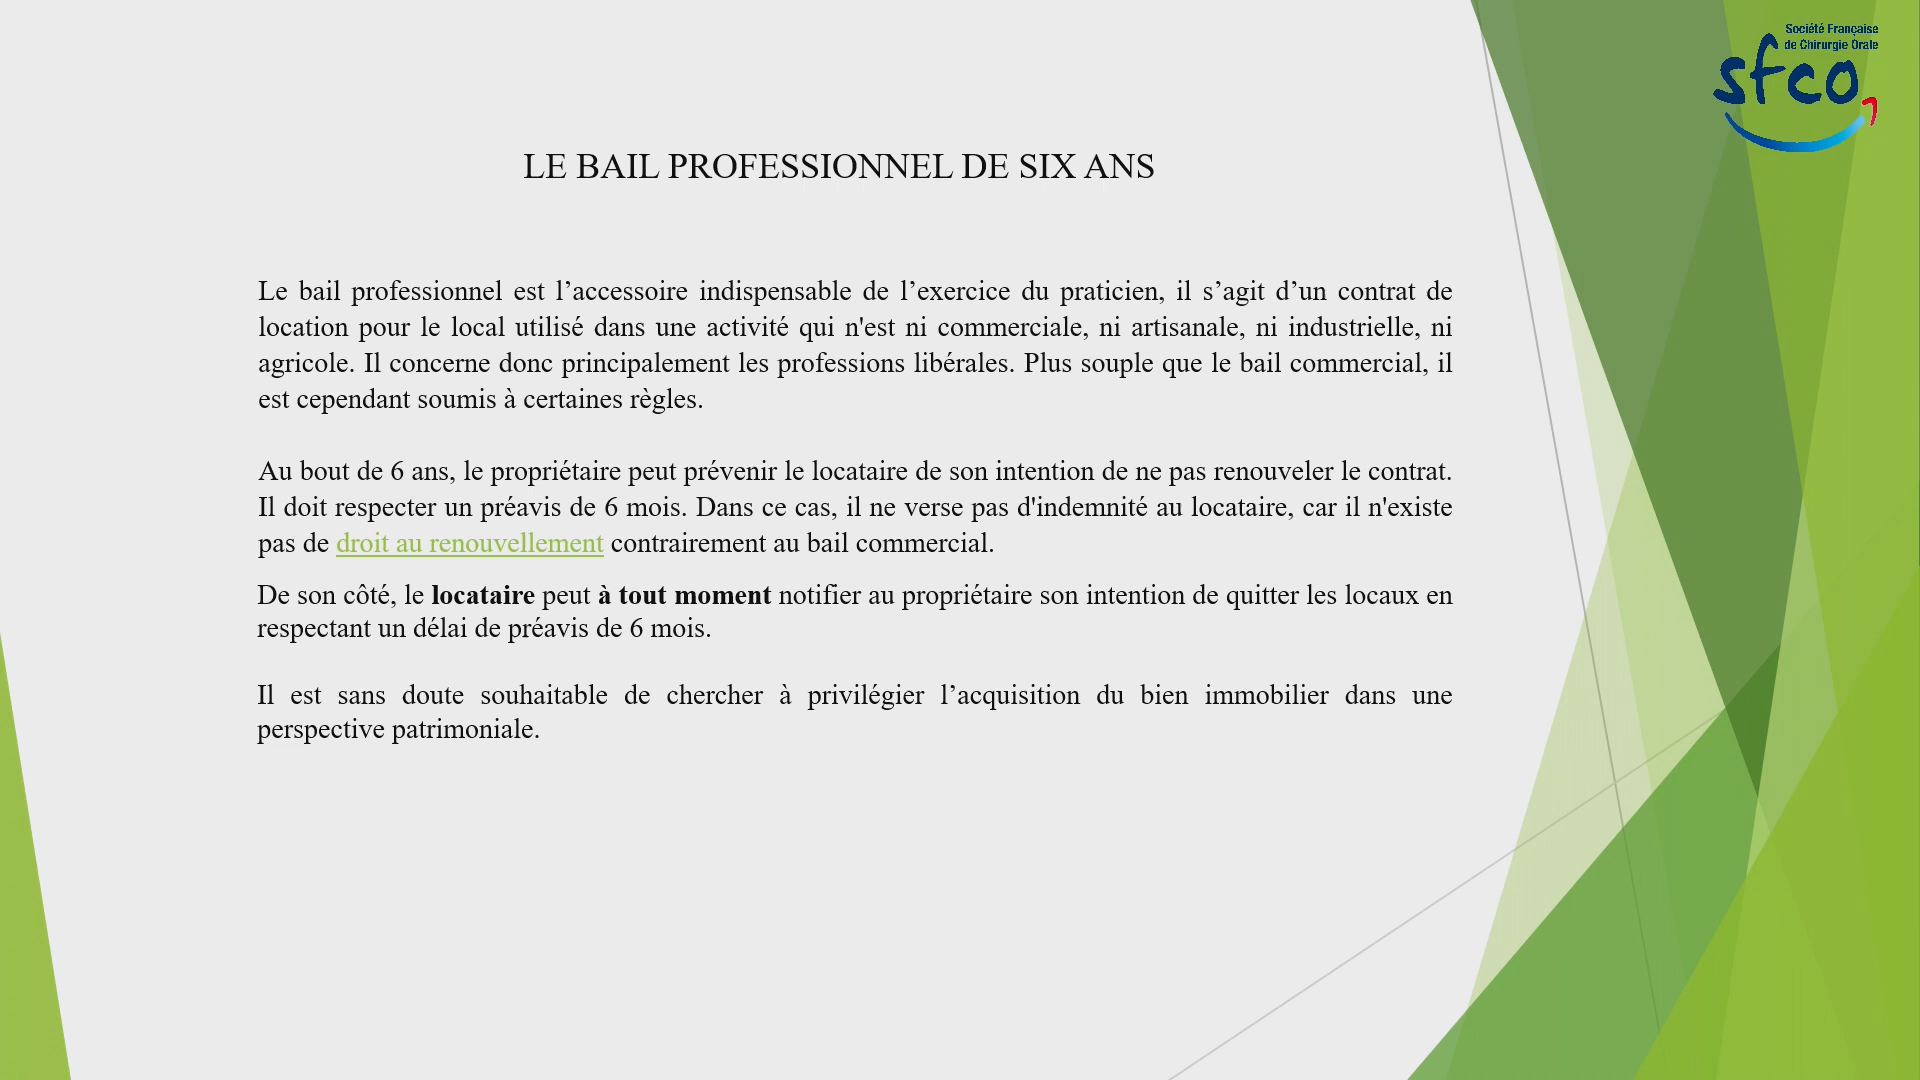 Société Française
de Chirurgie Orale
sfco
LE BAIL PROFESSIONNEL DE SIX ANS
Le bail professionnel est l’accessoire indispensable de l’exercice du praticien, il s’agit d’un contrat de
location pour le local utilisé dans une activité qui n'est ni commerciale, ni artisanale, ni industrielle, ni
agricole. Il concerne donc principalement les professions libérales. Plus souple que le bail commercial, il
est cependant soumis à certaines règles.
Au bout de 6 ans, le propriétaire peut prévenir le locataire de son intention de ne pas renouveler le contrat.
Il doit respecter un préavis de 6 mois. Dans ce cas, il ne verse pas d'indemnité au locataire, car il n'existe
pas de droit au renouvellement contrairement au bail commercial.
De son côté, le locataire peut à tout moment notifier au propriétaire son intention de quitter les locaux en
respectant un délai de préavis de 6 mois.
Il est sans doute souhaitable de chercher à privilégier l’acquisition du bien immobilier dans une
perspective patrimoniale.